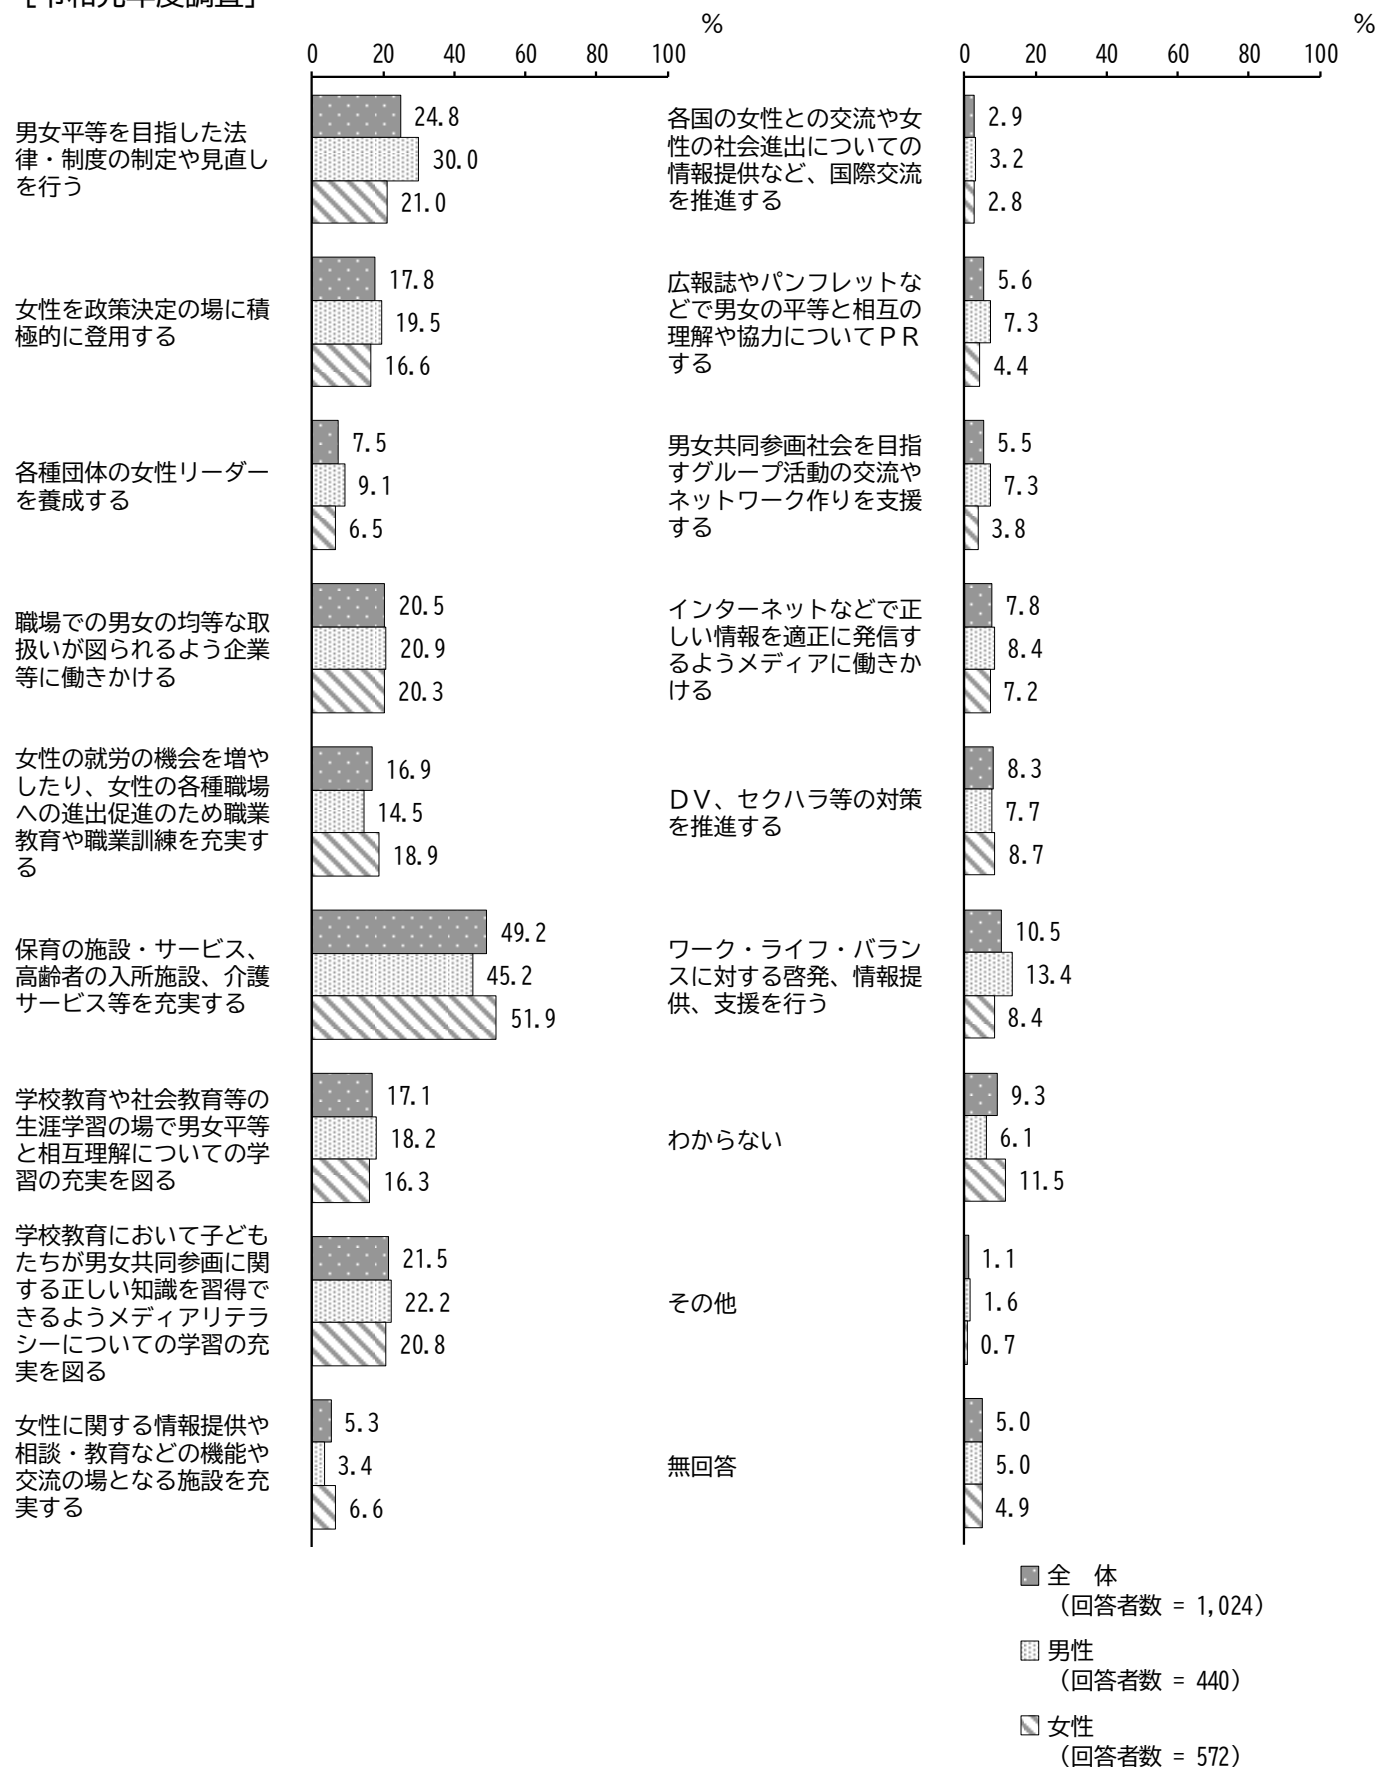 ［令和元年度調査］
%
0 20 40 60 80 100
男女平等を目指した法
律・制度の制定や見直し
を行う
24.8
30.0
21.0
女性を政策決定の場に積
極的に登用する
17.8
19.5
16.6
各種団体の女性リーダー
を養成する
7.5
9.1
6.5
職場での男女の均等な取
扱いが図られるよう企業
等に働きかける
20.5
20.9
20.3
女性の就労の機会を増や
したり、女性の各種職場
への進出促進のため職業
教育や職業訓練を充実す
る
16.9
14.5
18.9
保育の施設・サービス、
高齢者の入所施設、介護
サービス等を充実する
49.2
45.2
51.9
学校教育や社会教育等の
生涯学習の場で男女平等
と相互理解についての学
習の充実を図る
17.1
18.2
16.3
学校教育において子ども
たちが男女共同参画に関
する正しい知識を習得で
きるようメディアリテラ
シーについての学習の充
実を図る
21.5
22.2
20.8
女性に関する情報提供や
相談・教育などの機能や
交流の場となる施設を充
実する
5.3
3.4
6.6
%
0 20 40 60 80 100
各国の女性との交流や女
性の社会進出についての
情報提供など、国際交流
を推進する
2.9
3.2
2.8
広報誌やパンフレットな
どで男女の平等と相互の
理解や協力についてＰＲ
する
5.6
7.3
4.4
男女共同参画社会を目指
すグループ活動の交流や
ネットワーク作りを支援
する
5.5
7.3
3.8
インターネットなどで正
しい情報を適正に発信す
るようメディアに働きか
ける
7.8
8.4
7.2
ＤＶ、セクハラ等の対策
を推進する
8.3
7.7
8.7
ワーク・ライフ・バラン
スに対する啓発、情報提
供、支援を行う
10.5
13.4
8.4
わからない
9.3
6.1
11.5
その他
1.1
1.6
0.7
無回答
5.0
5.0
4.9
全　体
（回答者数 = 1,024）
男性
（回答者数 = 440）
女性
（回答者数 = 572）